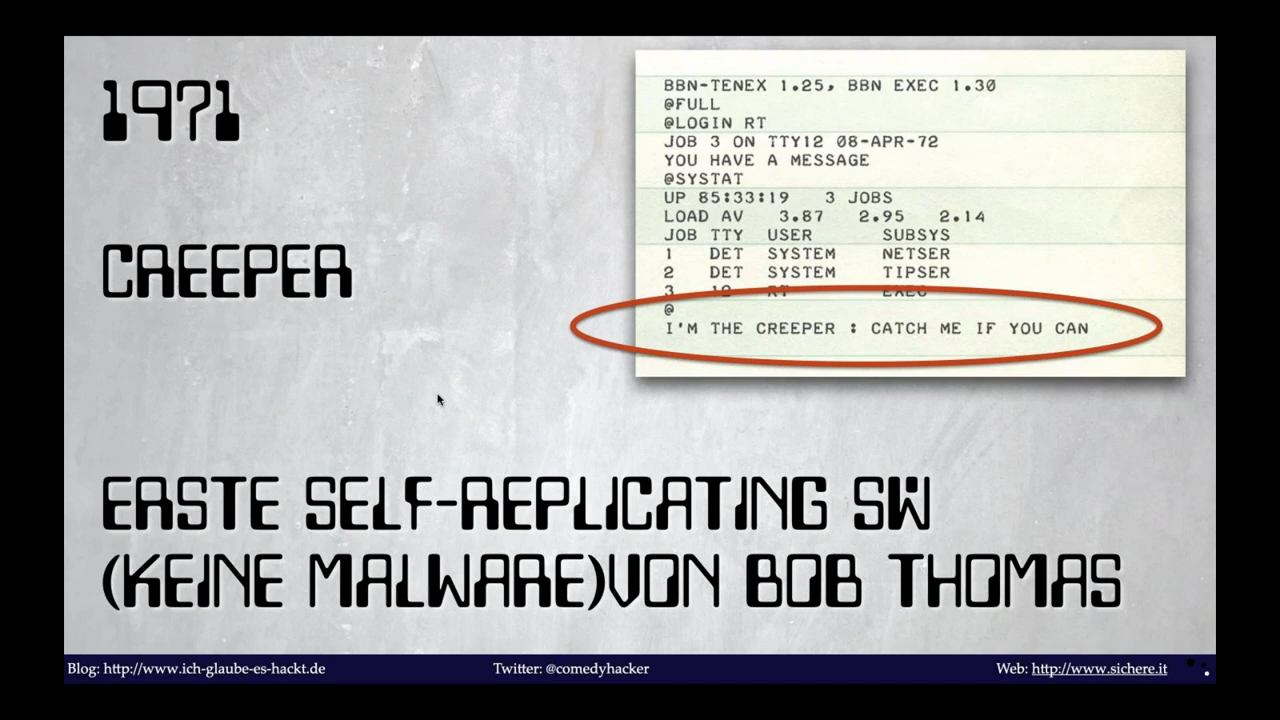 1971
CREEPER
BBN-TENEX 1.25, BBN EXEC 1.30
@FULL
@LOGIN RT
JOB 3 ON TTY12 08-APR-72
YOU HAVE A MESSAGE
@SYSTAT
UP 85:33:19   3 JOBS
LOAD AV   3.87   2.95   2.14
JOB TTY  USER      SUBSYS
1   DET  SYSTEM    NETSER
2   DET  SYSTEM    TIPSER
3   12   RT        EXEC
@
I'M THE CREEPER : CATCH ME IF YOU CAN
ERSTE SELF-REPLICATING SW
(KEINE MALWARE)VON BOB THOMAS
Blog: http://www.ich-glaube-es-hackt.de
Twitter: @comedyhacker
Web: http://www.sichere.it